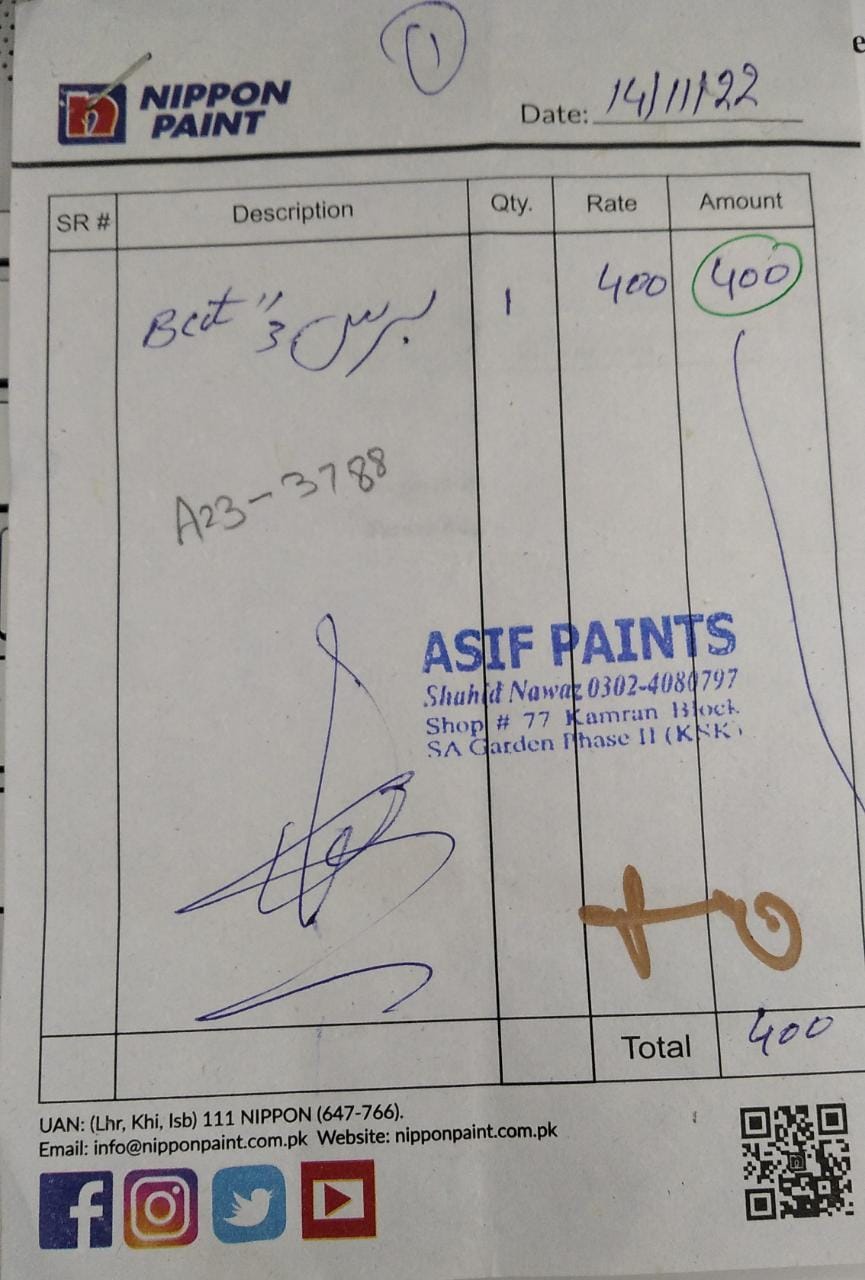 1
NIPPON
PAINT
Date: 14/11/22
SR # Description Qty. Rate Amount
برس 3" Bct 1 400 400
A23-3788
ASIF PAINTS
Shahid Nawaz 0302-4080797
Shop # 77 Kamran Block
SA Garden Phase II (KSK)
Total 400
UAN: (Lhr, Khi, Isb) 111 NIPPON (647-766).
Email: info@nipponpaint.com.pk Website: nipponpaint.com.pk